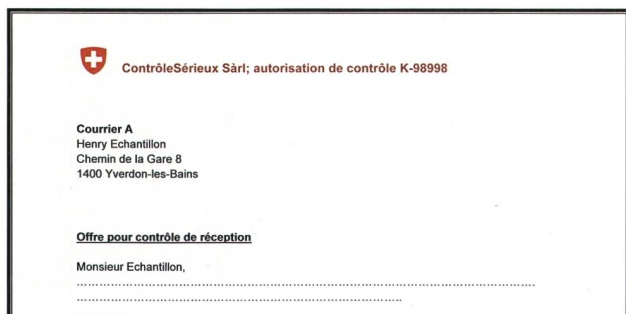 ContrôleSérieux Sàrl; autorisation de contrôle K-98998
Courrier A
Henry Echantillon
Chemin de la Gare 8
1400 Yverdon-les-Bains
Offre pour contrôle de réception
Monsieur Echantillon,
....................................................................................................................
..................................................................................